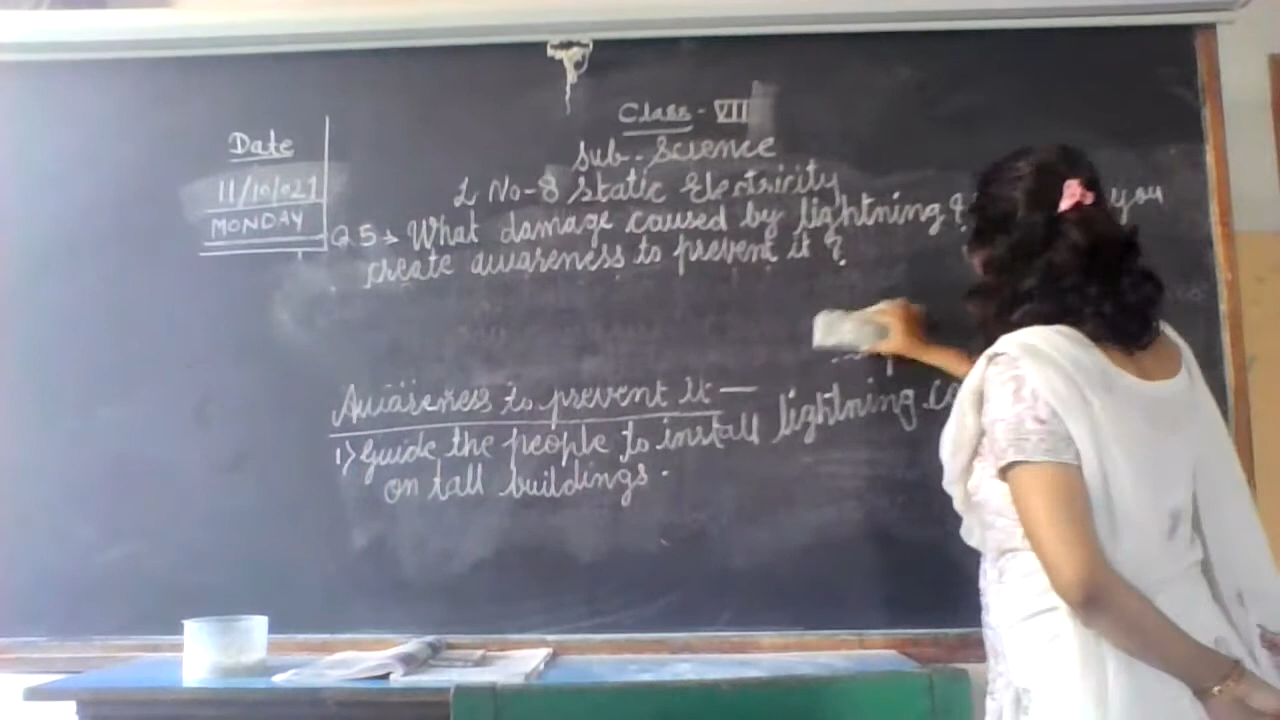 Class - VII
Sub - Science
L No-8 Static Electricity
Date
11/10/021
MONDAY
Q 5 → What damage caused by lightning ? you
create awareness to prevent it ?
Awareness to prevent it —
1) Guide the people to install lightning
on tall buildings .